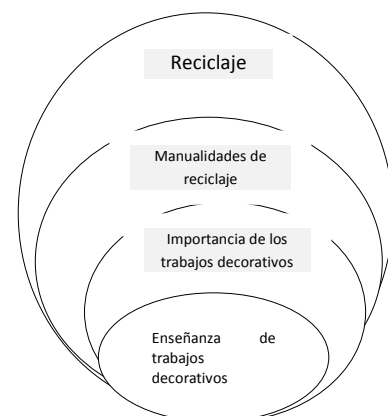 Reciclaje
Manualidades de
reciclaje
Importancia de los
trabajos decorativos
Enseñanza de
trabajos
decorativos